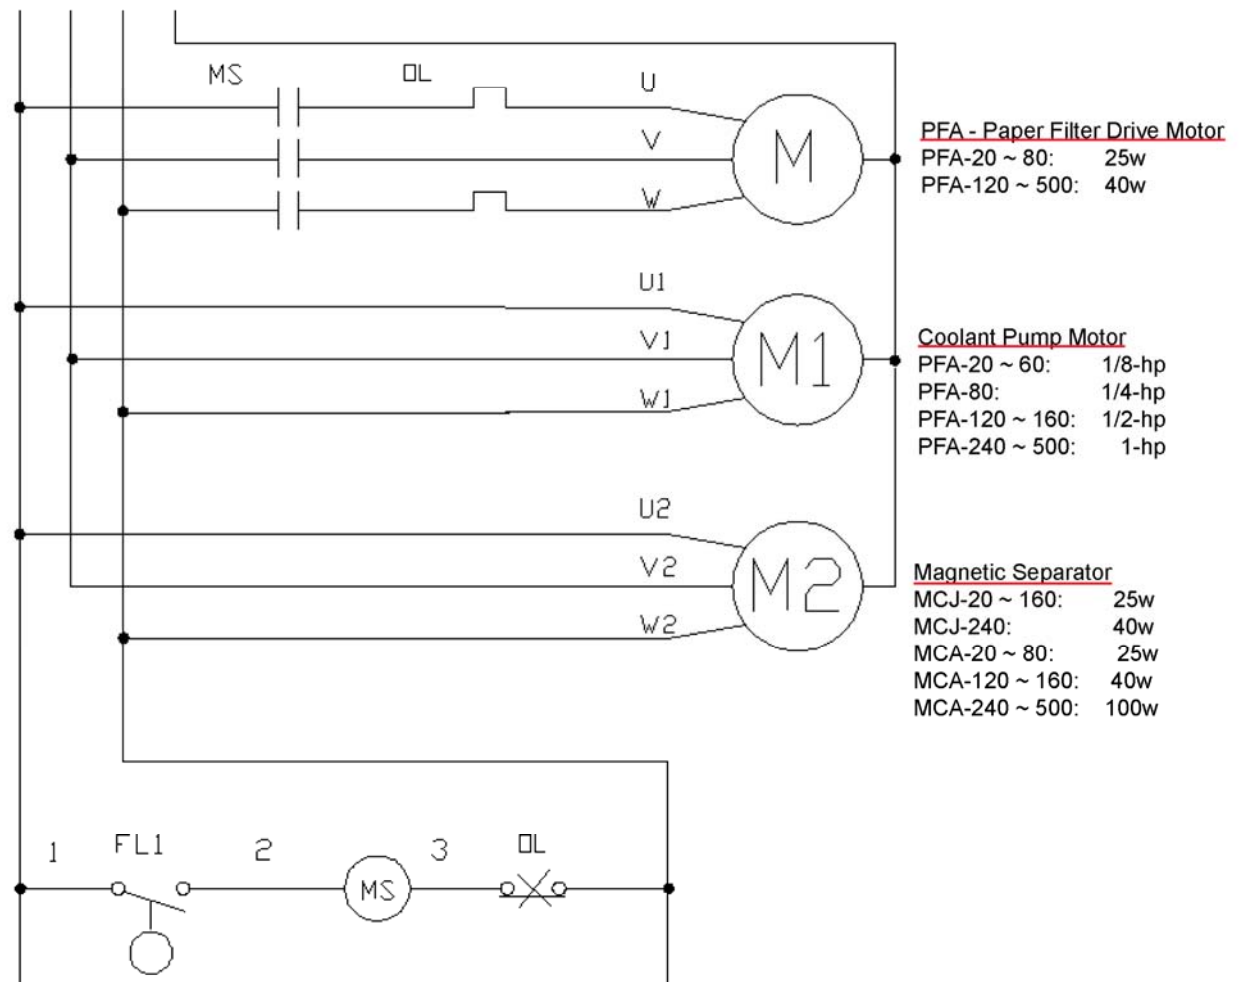 MS
OL
U
V
W
M
PFA - Paper Filter Drive Motor
PFA-20 ~ 80: 25w
PFA-120 ~ 500: 40w
U1
V1
W1
M1
Coolant Pump Motor
PFA-20 ~ 60: 1/8-hp
PFA-80: 1/4-hp
PFA-120 ~ 160: 1/2-hp
PFA-240 ~ 500: 1-hp
U2
V2
W2
M2
Magnetic Separator
MCJ-20 ~ 160: 25w
MCJ-240: 40w
MCA-20 ~ 80: 25w
MCA-120 ~ 160: 40w
MCA-240 ~ 500: 100w
1
FL1
2
MS
3
OL